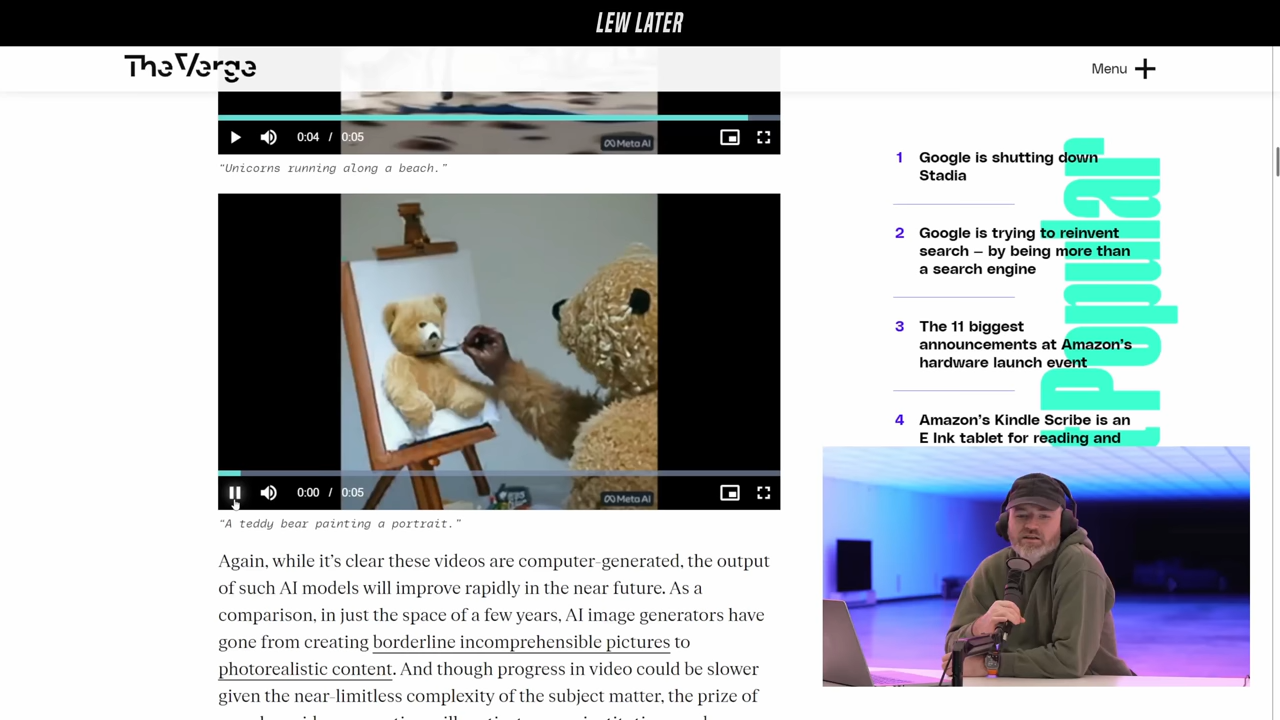 LEW LATER
TheVerge
Menu
0:04 / 0:05
Meta AI
"Unicorns running along a beach."
0:00 / 0:05
Meta AI
"A teddy bear painting a portrait."
Again, while it's clear these videos are computer-generated, the output
of such AI models will improve rapidly in the near future. As a
comparison, in just the space of a few years, AI image generators have
gone from creating borderline incomprehensible pictures to
photorealistic content. And though progress in video could be slower
given the near-limitless complexity of the subject matter, the prize of
Popular
1 Google is shutting down
Stadia
2 Google is trying to reinvent
search — by being more than
a search engine
3 The 11 biggest
announcements at Amazon's
hardware launch event
4 Amazon's Kindle Scribe is an
E Ink tablet for reading and